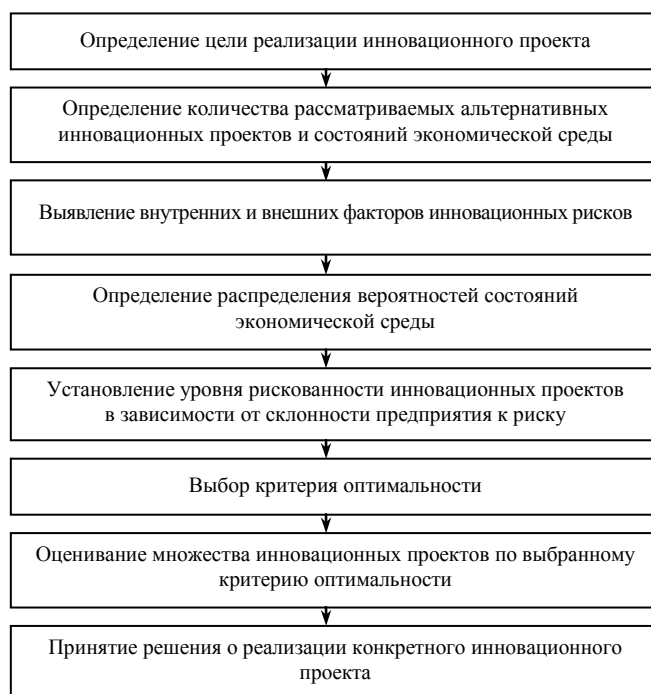 Определение цели реализации инновационного проекта
Определение количества рассматриваемых альтернативных
инновационных проектов и состояний экономической среды
Выявление внутренних и внешних факторов инновационных рисков
Определение распределения вероятностей состояний
экономической среды
Установление уровня рискованности инновационных проектов
в зависимости от склонности предприятия к риску
Выбор критерия оптимальности
Оценивание множества инновационных проектов по выбранному
критерию оптимальности
Принятие решения о реализации конкретного инновационного
проекта